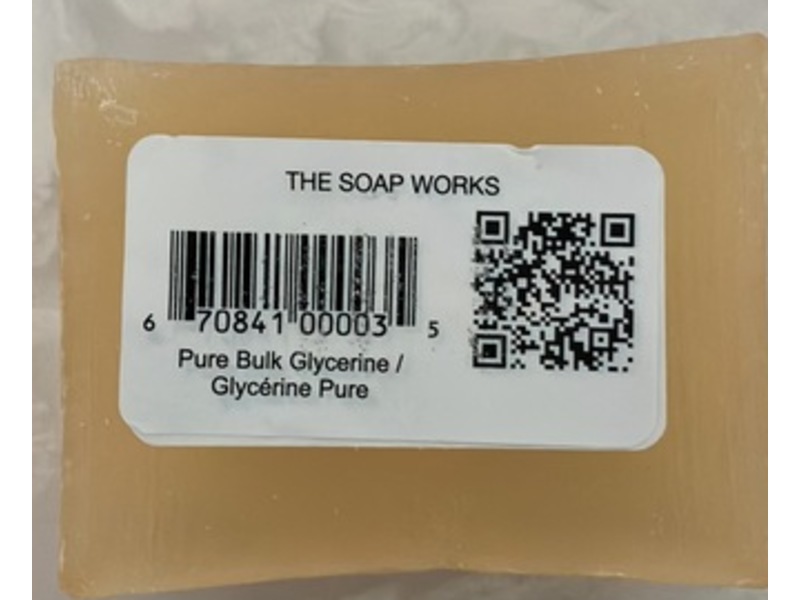 THE SOAP WORKS
6 70841 00003 5
Pure Bulk Glycerine /
Glycérine Pure